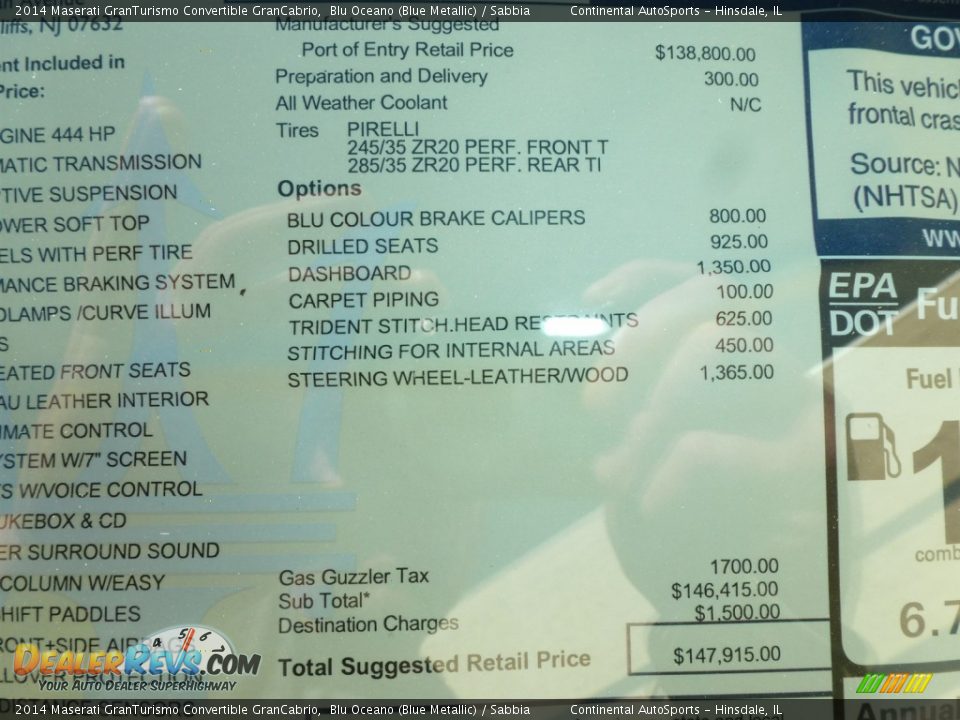 2014 Maserati GranTurismo Convertible GranCabrio,  Blu Oceano (Blue Metallic) / Sabbia   Continental AutoSports - Hinsdale, IL
liffs, NJ 07632
nt Included in
Price:
GINE 444 HP
MATIC TRANSMISSION
TIVE SUSPENSION
OWER SOFT TOP
ELS WITH PERF TIRE
MANCE BRAKING SYSTEM
DLAMPS /CURVE ILLUM
S
EATED FRONT SEATS
AU LEATHER INTERIOR
IMATE CONTROL
YSTEM W/7" SCREEN
S W/VOICE CONTROL
UKEBOX & CD
ER SURROUND SOUND
COLUMN W/EASY
SHIFT PADDLES
Manufacturer's Suggested
Port of Entry Retail Price $138,800.00
Preparation and Delivery 300.00
All Weather Coolant N/C
Tires PIRELLI
245/35 ZR20 PERF. FRONT T
285/35 ZR20 PERF. REAR TI
Options
BLU COLOUR BRAKE CALIPERS 800.00
DRILLED SEATS 925.00
DASHBOARD 1,350.00
CARPET PIPING 100.00
TRIDENT STITCH.HEAD 625.00
STITCHING FOR INTERNAL AREAS 450.00
STEERING WHEEL-LEATHER/WOOD 1,365.00
Gas Guzzler Tax 1700.00
Sub Total* $146,415.00
Destination Charges $1,500.00
Total Suggested Retail Price $147,915.00
GOV
This vehicl
frontal cras
Source: N
(NHTSA)
ww
EPA
DOT
Fu
Fuel
1
comb
6.7
Annual
4 5 6
DEALERREVS.COM
YOUR AUTO DEALER SUPERHIGHWAY
2014 Maserati GranTurismo Convertible GranCabrio,  Blu Oceano (Blue Metallic) / Sabbia   Continental AutoSports - Hinsdale, IL